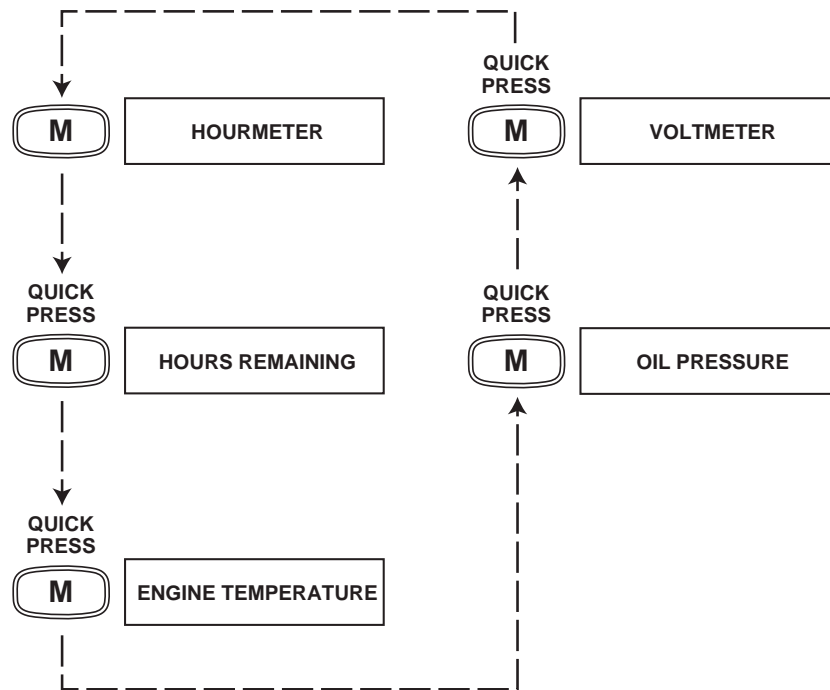 M
HOURMETER
QUICK
PRESS
M
HOURS REMAINING
QUICK
PRESS
M
ENGINE TEMPERATURE
QUICK
PRESS
M
OIL PRESSURE
QUICK
PRESS
M
VOLTMETER